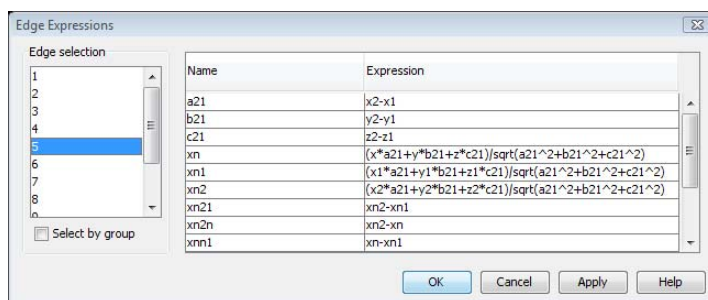 Edge Expressions
Edge selection
1
2
3
4
5
6
7
8
9
Select by group
Name Expression
a21 x2-x1
b21 y2-y1
c21 z2-z1
xn (x*a21+y*b21+z*c21)/sqrt(a21^2+b21^2+c21^2)
xn1 (x1*a21+y1*b21+z1*c21)/sqrt(a21^2+b21^2+c21^2)
xn2 (x2*a21+y2*b21+z2*c21)/sqrt(a21^2+b21^2+c21^2)
xn21 xn2-xn1
xn2n xn2-xn
xnn1 xn-xn1
OK Cancel Apply Help